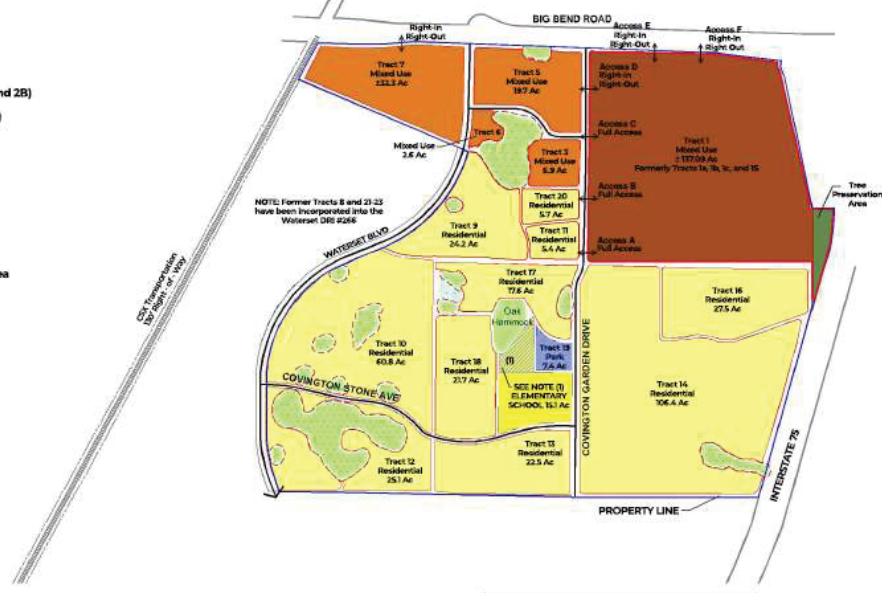 BIG BEND ROAD
Right-In
Right-Out
Access E
Right-In
Right-Out
Access F
Right-In
Right Out
nd 2B)
)
Tract 7
Mixed Use
Tract 5
Mixed Use
19.7 Ac
Access D
Right-In
Right-Out
Tract 6
Mixed Use
2.6 Ac
Access C
Full Access
Tract 1
Mixed Use
± 137.09 Ac
Formerly Tracts 1a, 1b, 1c, and 15
Tract 3
Mixed Use
Access B
Full Access
Tree
Preservation
Area
NOTE: Former Tracts 8 and 21-23
have been incorporated into the
Waterset DRI #266
Tract 20
Residential
5.7 Ac
Tract 9
Residential
24.2 Ac
Tract 11
Residential
5.4 Ac
Access A
Full Access
WATERSET BLVD
ea
CSX Transportation
130' Right - of - Way
Tract 17
Residential
17.6 Ac
Tract 16
Residential
27.5 Ac
Oak
Hammock
Tract 10
Residential
60.8 Ac
Tract 18
Residential
21.7 Ac
(1)
Tract 19
Park
7.4 Ac
COVINGTON GARDEN DRIVE
Tract 14
Residential
106.4 Ac
COVINGTON STONE AVE
SEE NOTE (1)
ELEMENTARY
SCHOOL 15.1 Ac
Tract 12
Residential
25.1 Ac
Tract 13
Residential
22.5 Ac
INTERSTATE 75
PROPERTY LINE